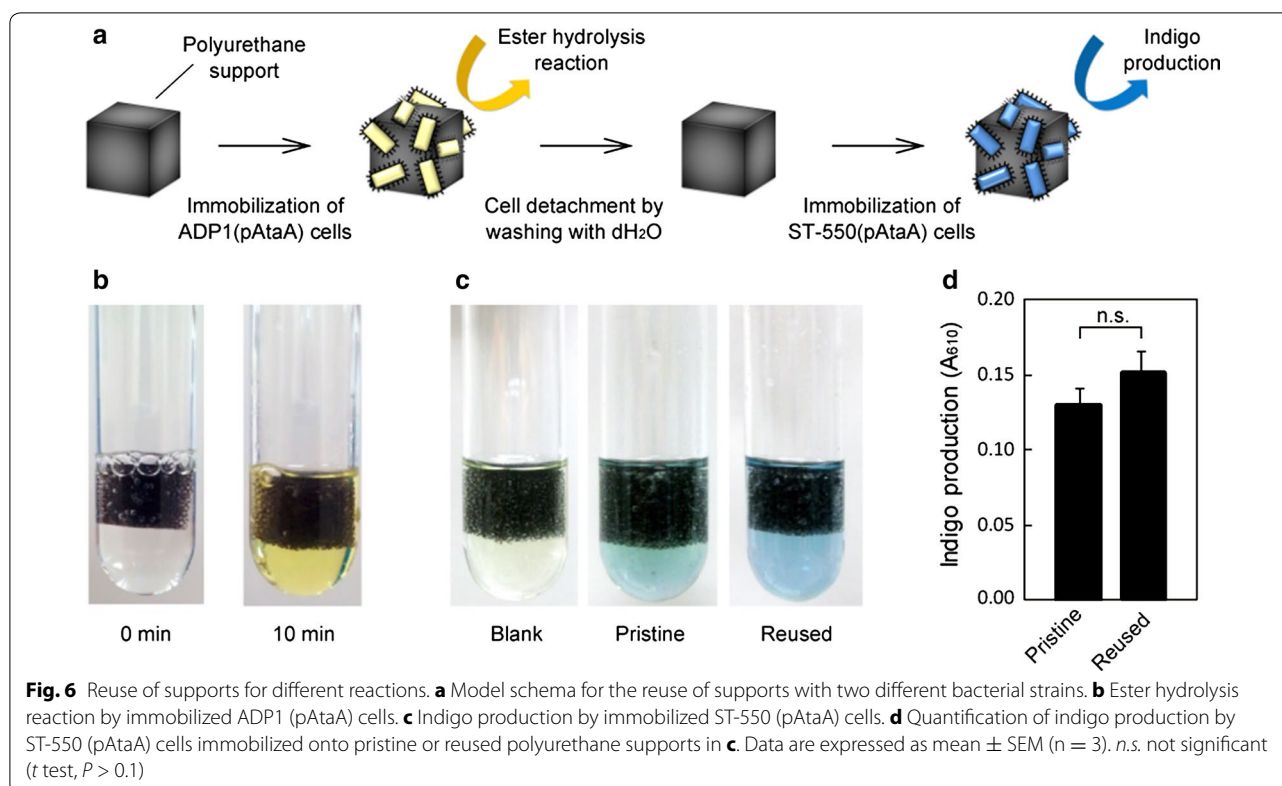 a
Polyurethane
support
Ester hydrolysis
reaction
Indigo
production
Immobilization of
ADP1(pAtaA) cells
Cell detachment by
washing with dH2O
Immobilization of
ST-550(pAtaA) cells
b
0 min
10 min
c
Blank
Pristine
Reused
d
Indigo production (A610)
0.20
0.15
0.10
0.05
0.00
n.s.
Pristine
Reused
Fig. 6 Reuse of supports for different reactions. a Model schema for the reuse of supports with two different bacterial strains. b Ester hydrolysis
reaction by immobilized ADP1 (pAtaA) cells. c Indigo production by immobilized ST-550 (pAtaA) cells. d Quantification of indigo production by
ST-550 (pAtaA) cells immobilized onto pristine or reused polyurethane supports in c. Data are expressed as mean ± SEM (n = 3). n.s. not significant
(t test, P > 0.1)